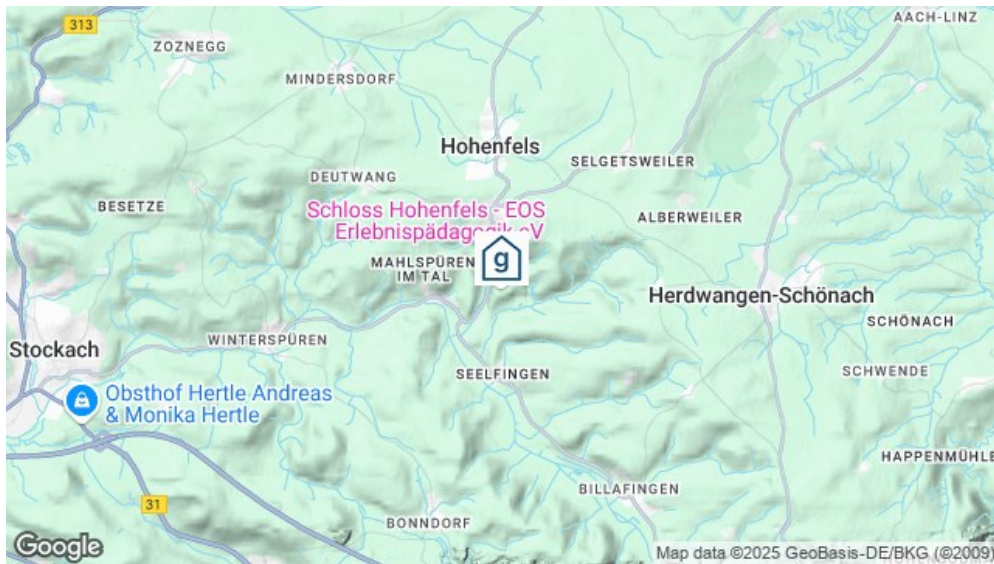 313
ZOZNEGG
AACH-LINZ
MINDERSDORF
Hohenfels
SELGETSWEILER
DEUTWANG
BESETZE
Schloss Hohenfels - EOS
Erlebnispädagogik eV
ALBERWEILER
MAHLSPÜREN
IM TAL
g
Herdwangen-Schönach
SCHÖNACH
WINTERSPÜREN
Stockach
SEELFINGEN
SCHWENDE
Obsthof Hertle Andreas
& Monika Hertle
HAPPENMÜHLE
BILLAFINGEN
31
BONNDORF
Google
Map data ©2025 GeoBasis-DE/BKG (©2009)